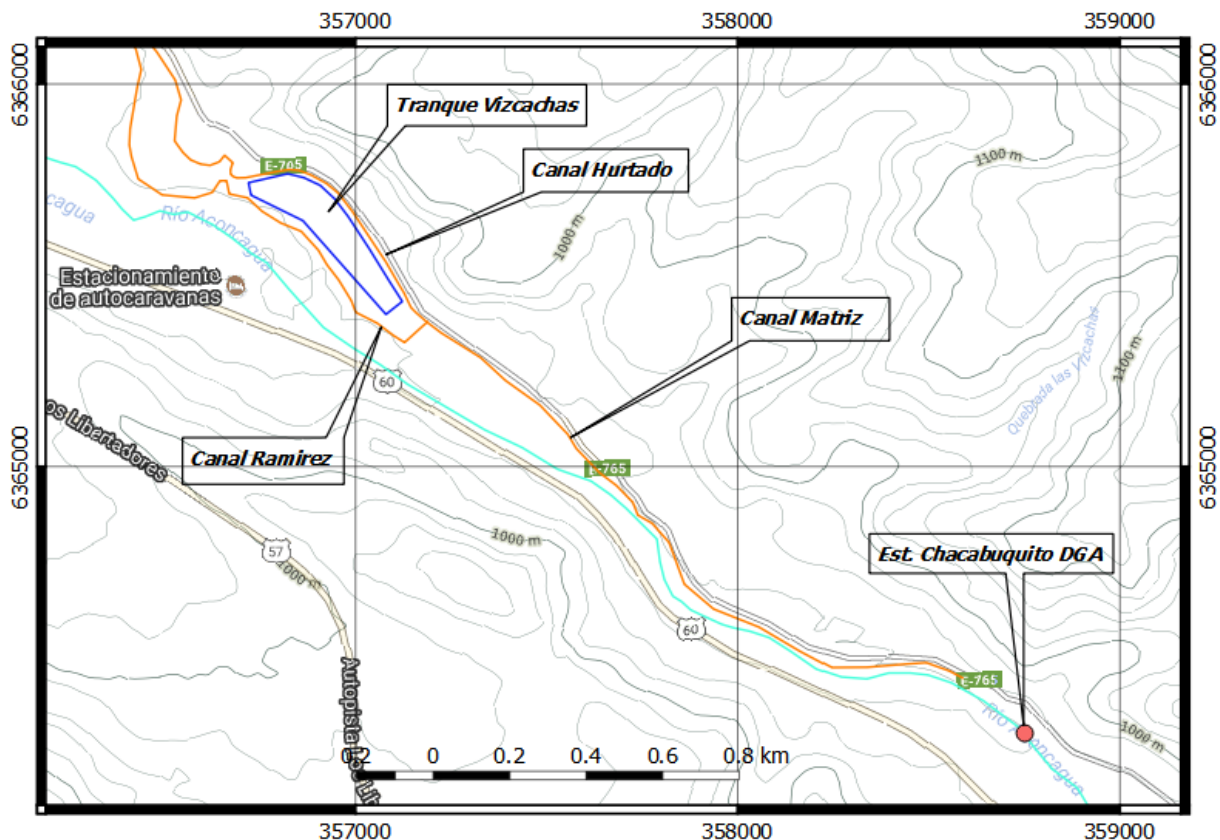 357000
358000
359000
6366000
6366000
Tranque Vizcachas
Canal Hurtado
E-705
1100 m
1000 m
cagua
Río Aconcagua
Estacionamiento
de autocaravanas
Canal Matriz
Quebrada las Vizcachas
1100 m
60
os Libertadores
Canal Ramirez
6365000
6365000
E-765
1000 m
57
1000 m
Est. Chacabuquito DGA
60
E-765
Autopista Los Lib
Río Aconcagua
1000 m
0.2 0 0.2 0.4 0.6 0.8 km
357000
358000
359000